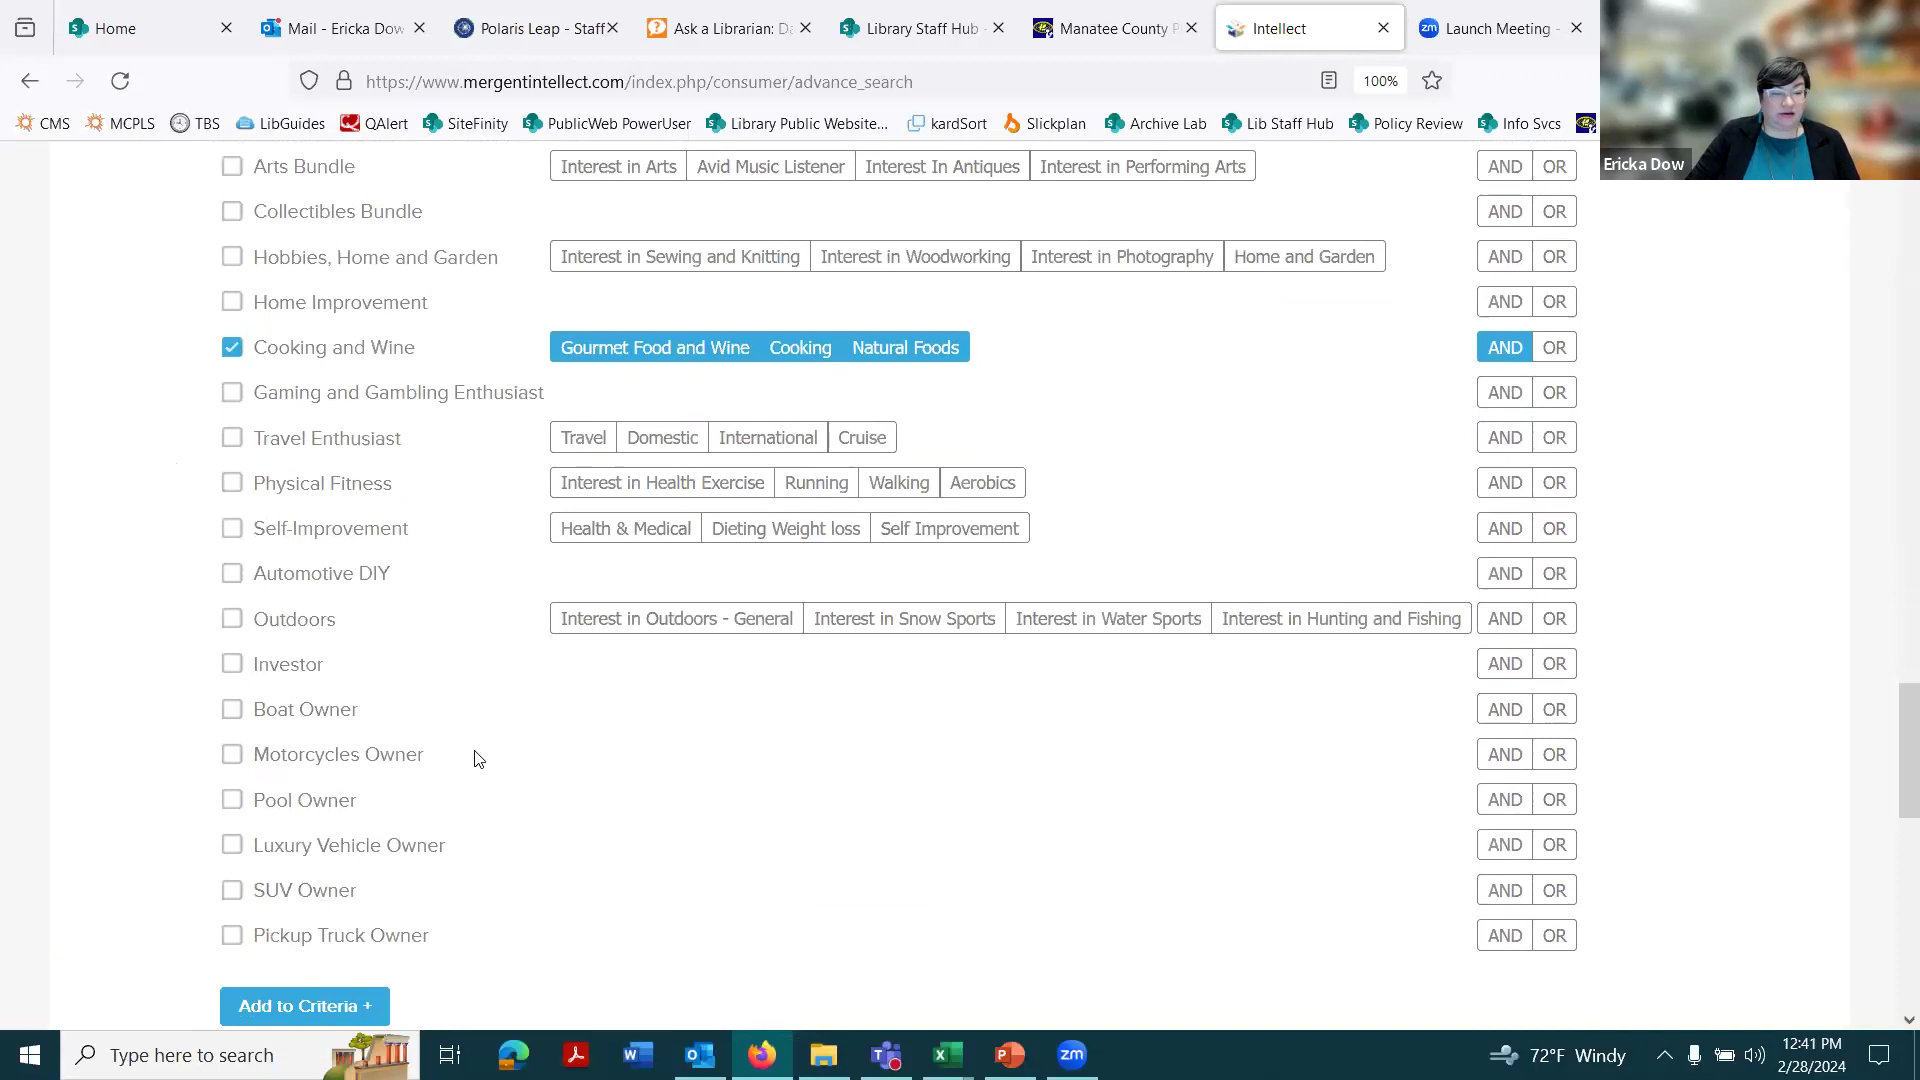 Home
Mail - Ericka Dow
Polaris Leap - Staff
Ask a Librarian: Da
Library Staff Hub -
Manatee County P
Intellect
Launch Meeting -
https://www.mergentintellect.com/index.php/consumer/advance_search
100%
CMS
MCPLS
TBS
LibGuides
QAlert
SiteFinity
PublicWeb PowerUser
Library Public Website...
kardSort
Slickplan
Archive Lab
Lib Staff Hub
Policy Review
Info Svcs
Ericka Dow
Arts Bundle Interest in Arts Avid Music Listener Interest In Antiques Interest in Performing Arts AND OR
Collectibles Bundle AND OR
Hobbies, Home and Garden Interest in Sewing and Knitting Interest in Woodworking Interest in Photography Home and Garden AND OR
Home Improvement AND OR
Cooking and Wine Gourmet Food and Wine Cooking Natural Foods AND OR
Gaming and Gambling Enthusiast AND OR
Travel Enthusiast Travel Domestic International Cruise AND OR
Physical Fitness Interest in Health Exercise Running Walking Aerobics AND OR
Self-Improvement Health & Medical Dieting Weight loss Self Improvement AND OR
Automotive DIY AND OR
Outdoors Interest in Outdoors - General Interest in Snow Sports Interest in Water Sports Interest in Hunting and Fishing AND OR
Investor AND OR
Boat Owner AND OR
Motorcycles Owner AND OR
Pool Owner AND OR
Luxury Vehicle Owner AND OR
SUV Owner AND OR
Pickup Truck Owner AND OR
Add to Criteria +
Type here to search
zm
72°F Windy
12:41 PM
2/28/2024